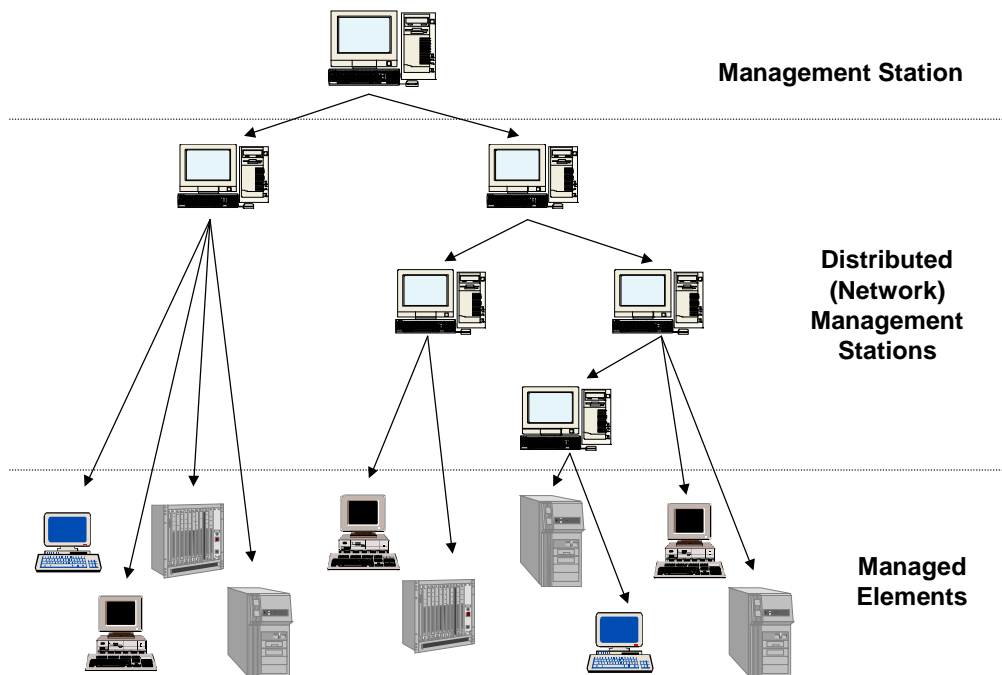 Management Station
Distributed
(Network)
Management
Stations
Managed
Elements